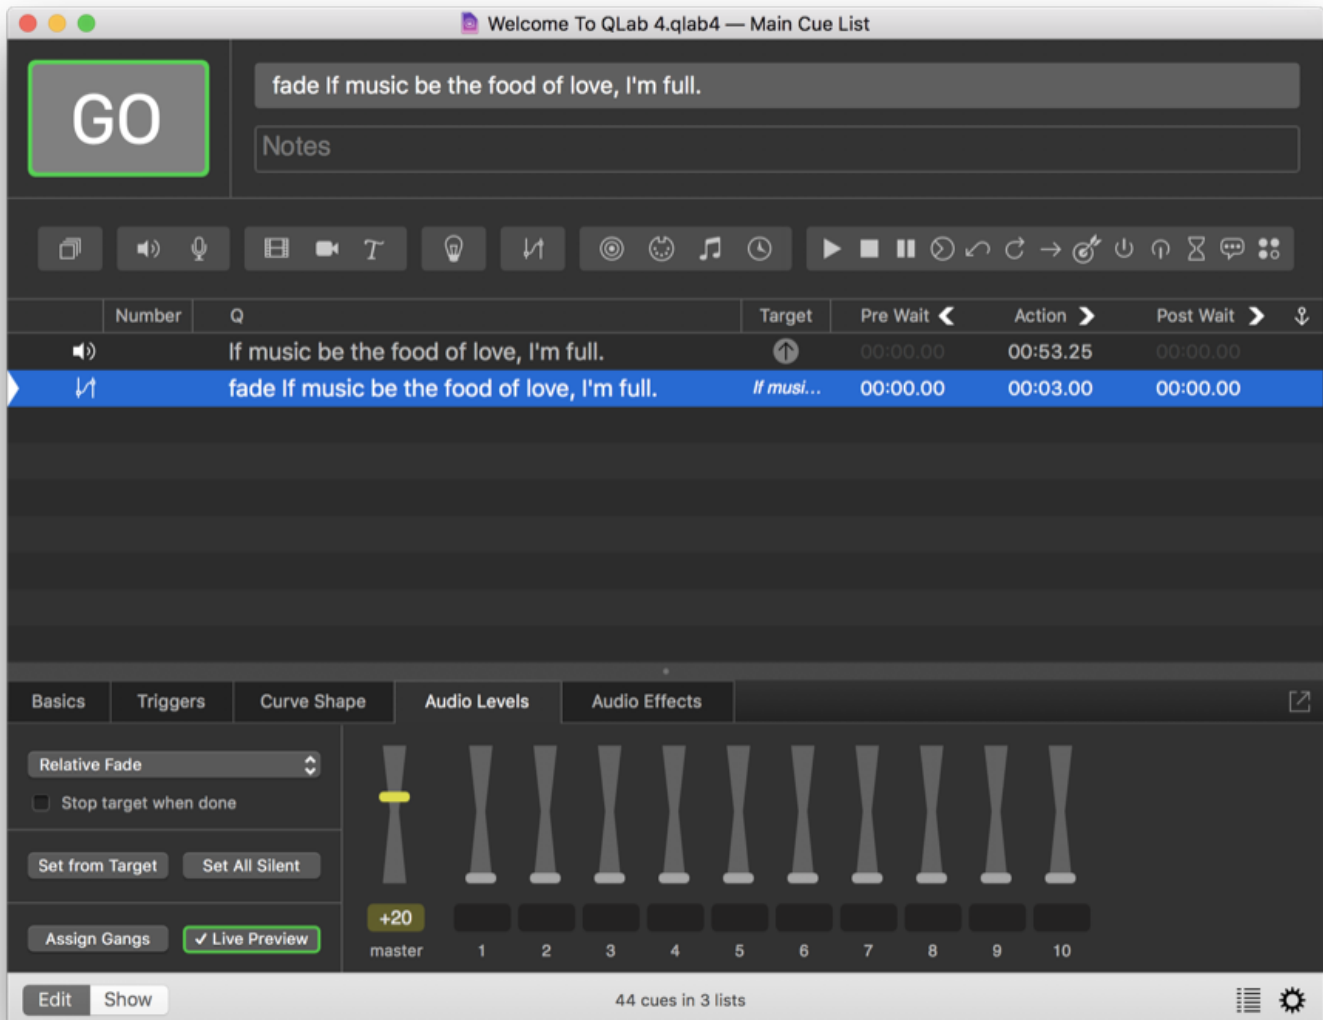 Welcome To QLab 4.qlab4 — Main Cue List
GO
fade If music be the food of love, I'm full.
Notes
Number Q Target Pre Wait Action Post Wait
If music be the food of love, I'm full. 00:00.00 00:53.25 00:00.00
fade If music be the food of love, I'm full. If musi... 00:00.00 00:03.00 00:00.00
Basics Triggers Curve Shape Audio Levels Audio Effects
Relative Fade
Stop target when done
Set from Target Set All Silent
+20
Assign Gangs ✓ Live Preview
master 1 2 3 4 5 6 7 8 9 10
Edit Show 44 cues in 3 lists